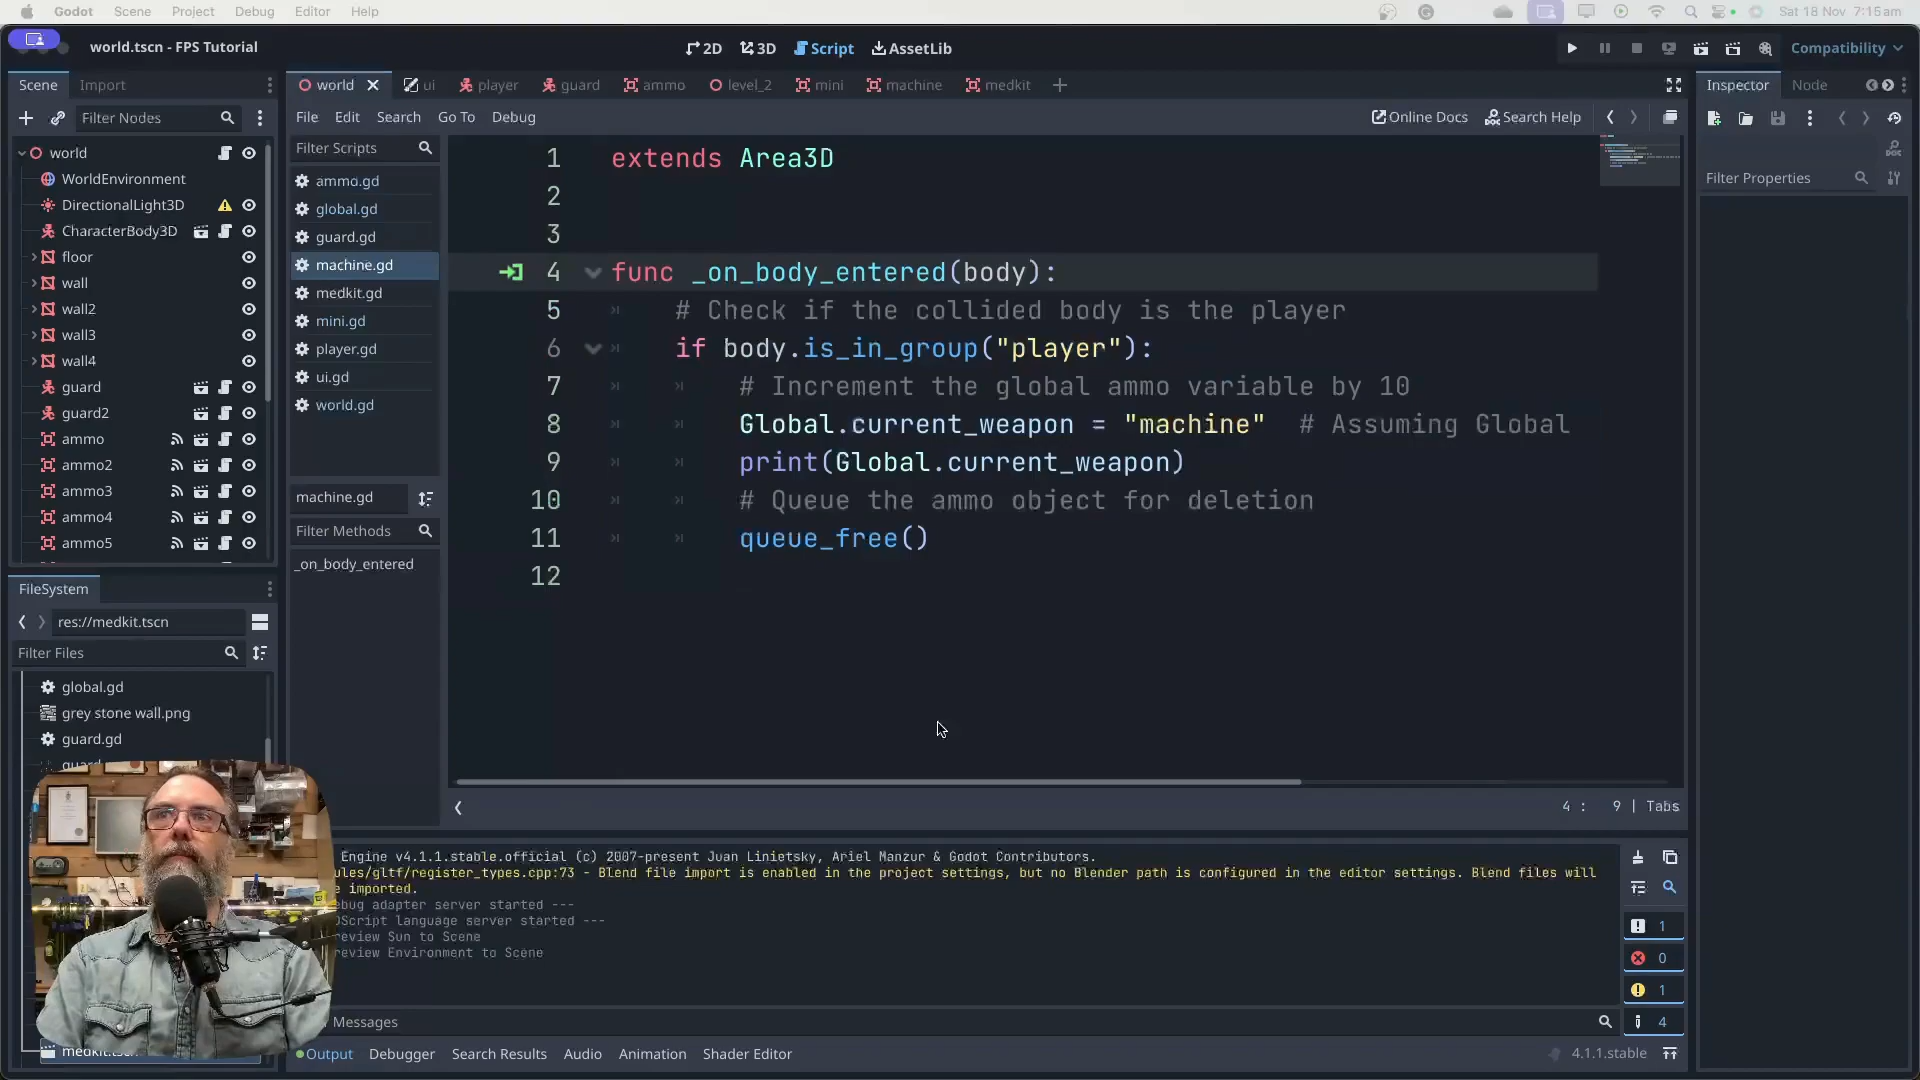 Godot Scene Project Debug Editor Help Sat 18 Nov 7:15am
world.tscn - FPS Tutorial
2D 3D Script AssetLib
Compatibility
Scene Import
world ui player guard ammo level_2 mini machine medkit
Inspector Node
Filter Nodes
File Edit Search Go To Debug
Online Docs Search Help
Filter Properties
world
WorldEnvironment
DirectionalLight3D
CharacterBody3D
floor
wall
wall2
wall3
wall4
guard
guard2
ammo
ammo2
ammo3
ammo4
ammo5
Filter Scripts
ammo.gd
global.gd
guard.gd
machine.gd
medkit.gd
mini.gd
player.gd
ui.gd
world.gd
machine.gd
Filter Methods
_on_body_entered
1 extends Area3D
2
3
4 func _on_body_entered(body):
5 # Check if the collided body is the player
6 if body.is_in_group("player"):
7 # Increment the global ammo variable by 10
8 Global.current_weapon = "machine" # Assuming Global
9 print(Global.current_weapon)
10 # Queue the ammo object for deletion
11 queue_free()
12
4 : 9 | Tabs
FileSystem
res://medkit.tscn
Filter Files
global.gd
grey stone wall.png
guard.gd
Engine v4.1.1.stable.official (c) 2007-present Juan Linietsky, Ariel Manzur & Godot Contributors.
ules/gltf/register_types.cpp:73 - Blend file import is enabled in the project settings, but no Blender path is configured in the editor settings. Blend files will
e imported.
ebug adapter server started ---
DScript language server started ---
review Sun to Scene
review Environment to Scene
1
0
1
4
Messages
Output Debugger Search Results Audio Animation Shader Editor
4.1.1.stable